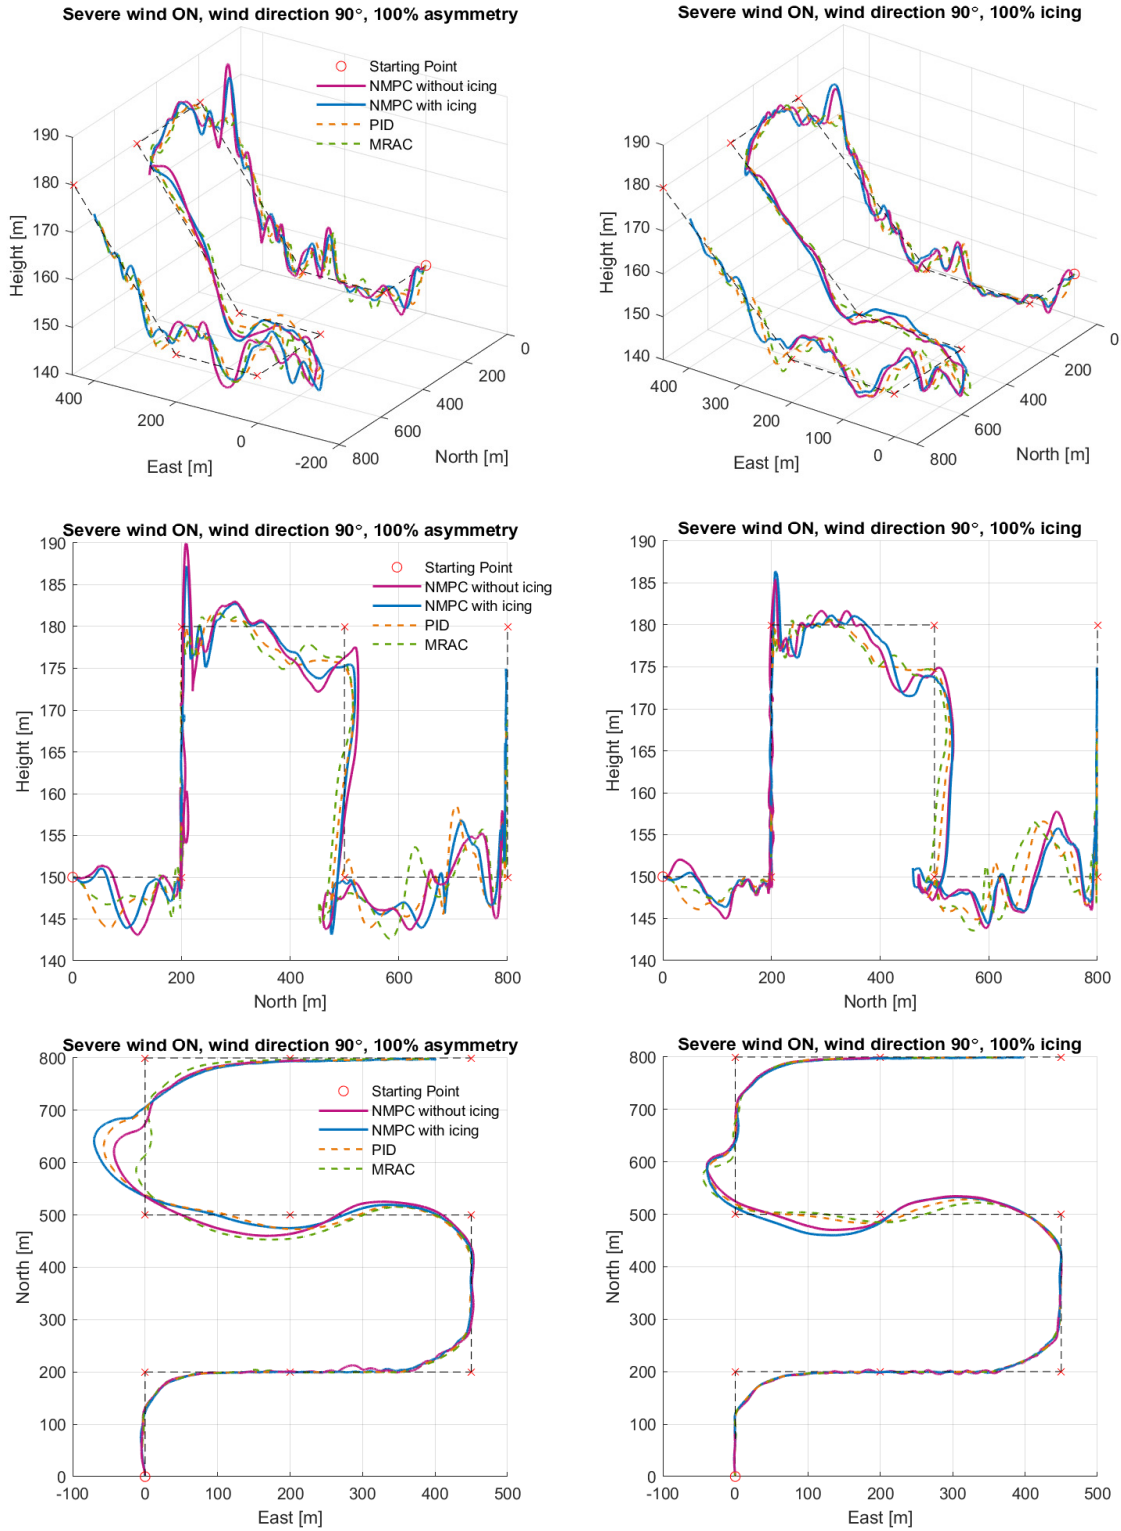 Severe wind ON, wind direction 90°, 100% asymmetry
Starting Point
NMPC without icing
NMPC with icing
PID
MRAC
190
180
170
160
150
140
Height [m]
400
200
0
-200
East [m]
800
600
400
200
0
North [m]
Severe wind ON, wind direction 90°, 100% icing
190
180
170
160
150
140
Height [m]
400
300
200
100
0
East [m]
800
600
400
200
0
North [m]
Severe wind ON, wind direction 90°, 100% asymmetry
Starting Point
NMPC without icing
NMPC with icing
PID
MRAC
190
185
180
175
170
165
160
155
150
145
140
Height [m]
0
200
400
600
800
North [m]
Severe wind ON, wind direction 90°, 100% icing
190
185
180
175
170
165
160
155
150
145
140
Height [m]
0
200
400
600
800
North [m]
Severe wind ON, wind direction 90°, 100% asymmetry
Starting Point
NMPC without icing
NMPC with icing
PID
MRAC
800
700
600
500
400
300
200
100
0
North [m]
-100
0
100
200
300
400
500
East [m]
Severe wind ON, wind direction 90°, 100% icing
800
700
600
500
400
300
200
100
0
North [m]
-100
0
100
200
300
400
500
East [m]